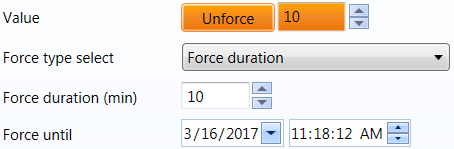 Value Unforce 10
Force type select Force duration
Force duration (min) 10
Force until 3/16/2017 11:18:12 AM